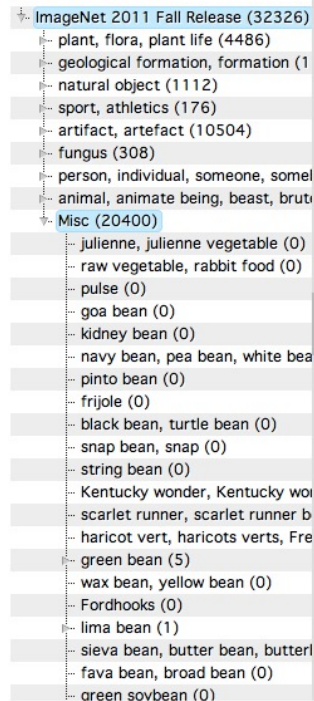 ImageNet 2011 Fall Release (32326)
plant, flora, plant life (4486)
geological formation, formation (1
natural object (1112)
sport, athletics (176)
artifact, artefact (10504)
fungus (308)
person, individual, someone, some
animal, animate being, beast, brut
Misc (20400)
julienne, julienne vegetable (0)
raw vegetable, rabbit food (0)
pulse (0)
goa bean (0)
kidney bean (0)
navy bean, pea bean, white bea
pinto bean (0)
frijole (0)
black bean, turtle bean (0)
snap bean, snap (0)
string bean (0)
Kentucky wonder, Kentucky wo
scarlet runner, scarlet runner b
haricot vert, haricots verts, Fre
green bean (5)
wax bean, yellow bean (0)
Fordhooks (0)
lima bean (1)
sieva bean, butter bean, butter
fava bean, broad bean (0)
green soybean (0)